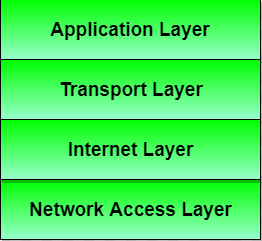 Application Layer
Transport Layer
Internet Layer
Network Access Layer